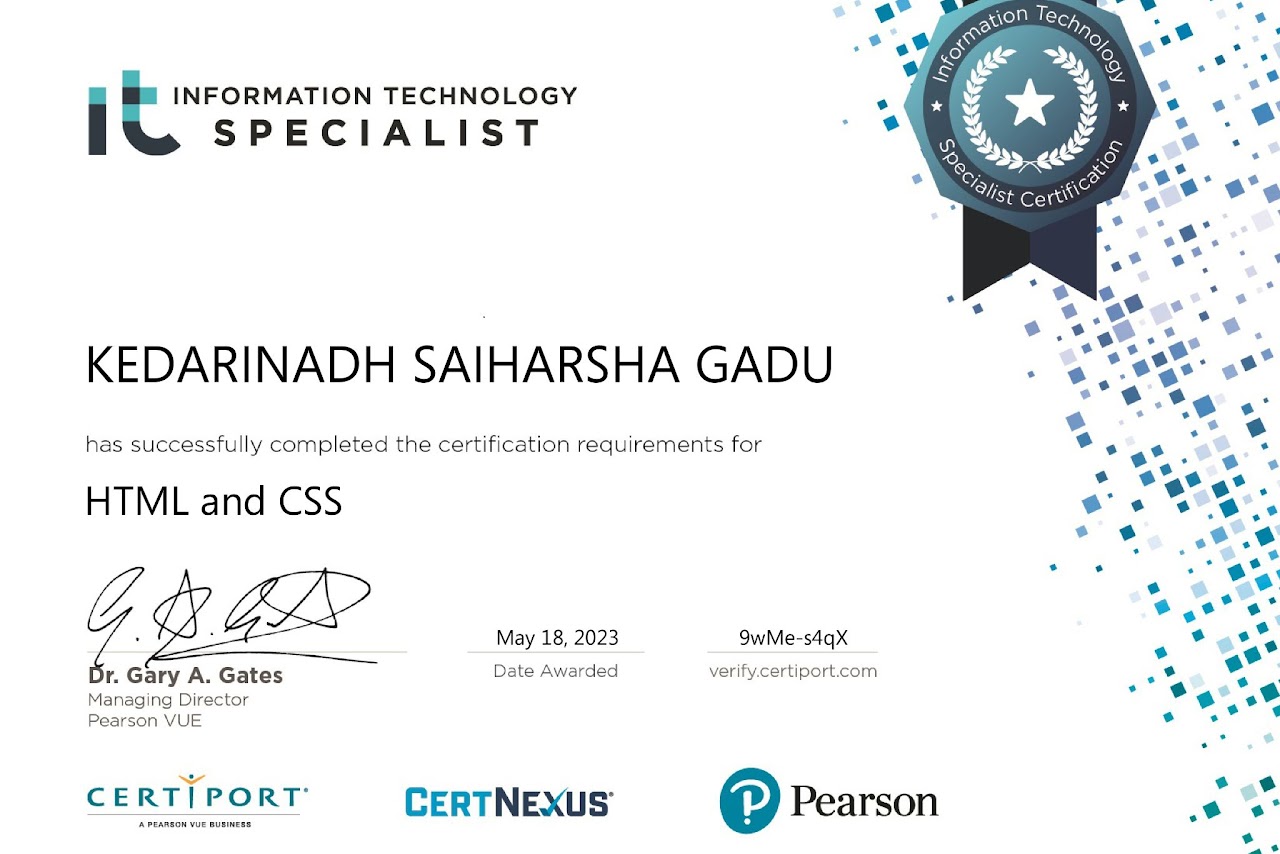 it INFORMATION TECHNOLOGY
SPECIALIST
Information Technology
Specialist Certification
KEDARINADH SAIHARSHA GADU
has successfully completed the certification requirements for
HTML and CSS
G. A. Gates
May 18, 2023
9wMe-s4qX
Dr. Gary A. Gates
Date Awarded
verify.certiport.com
Managing Director
Pearson VUE
CERTIPORT®
A PEARSON VUE BUSINESS
CERTNEXUS®
P Pearson